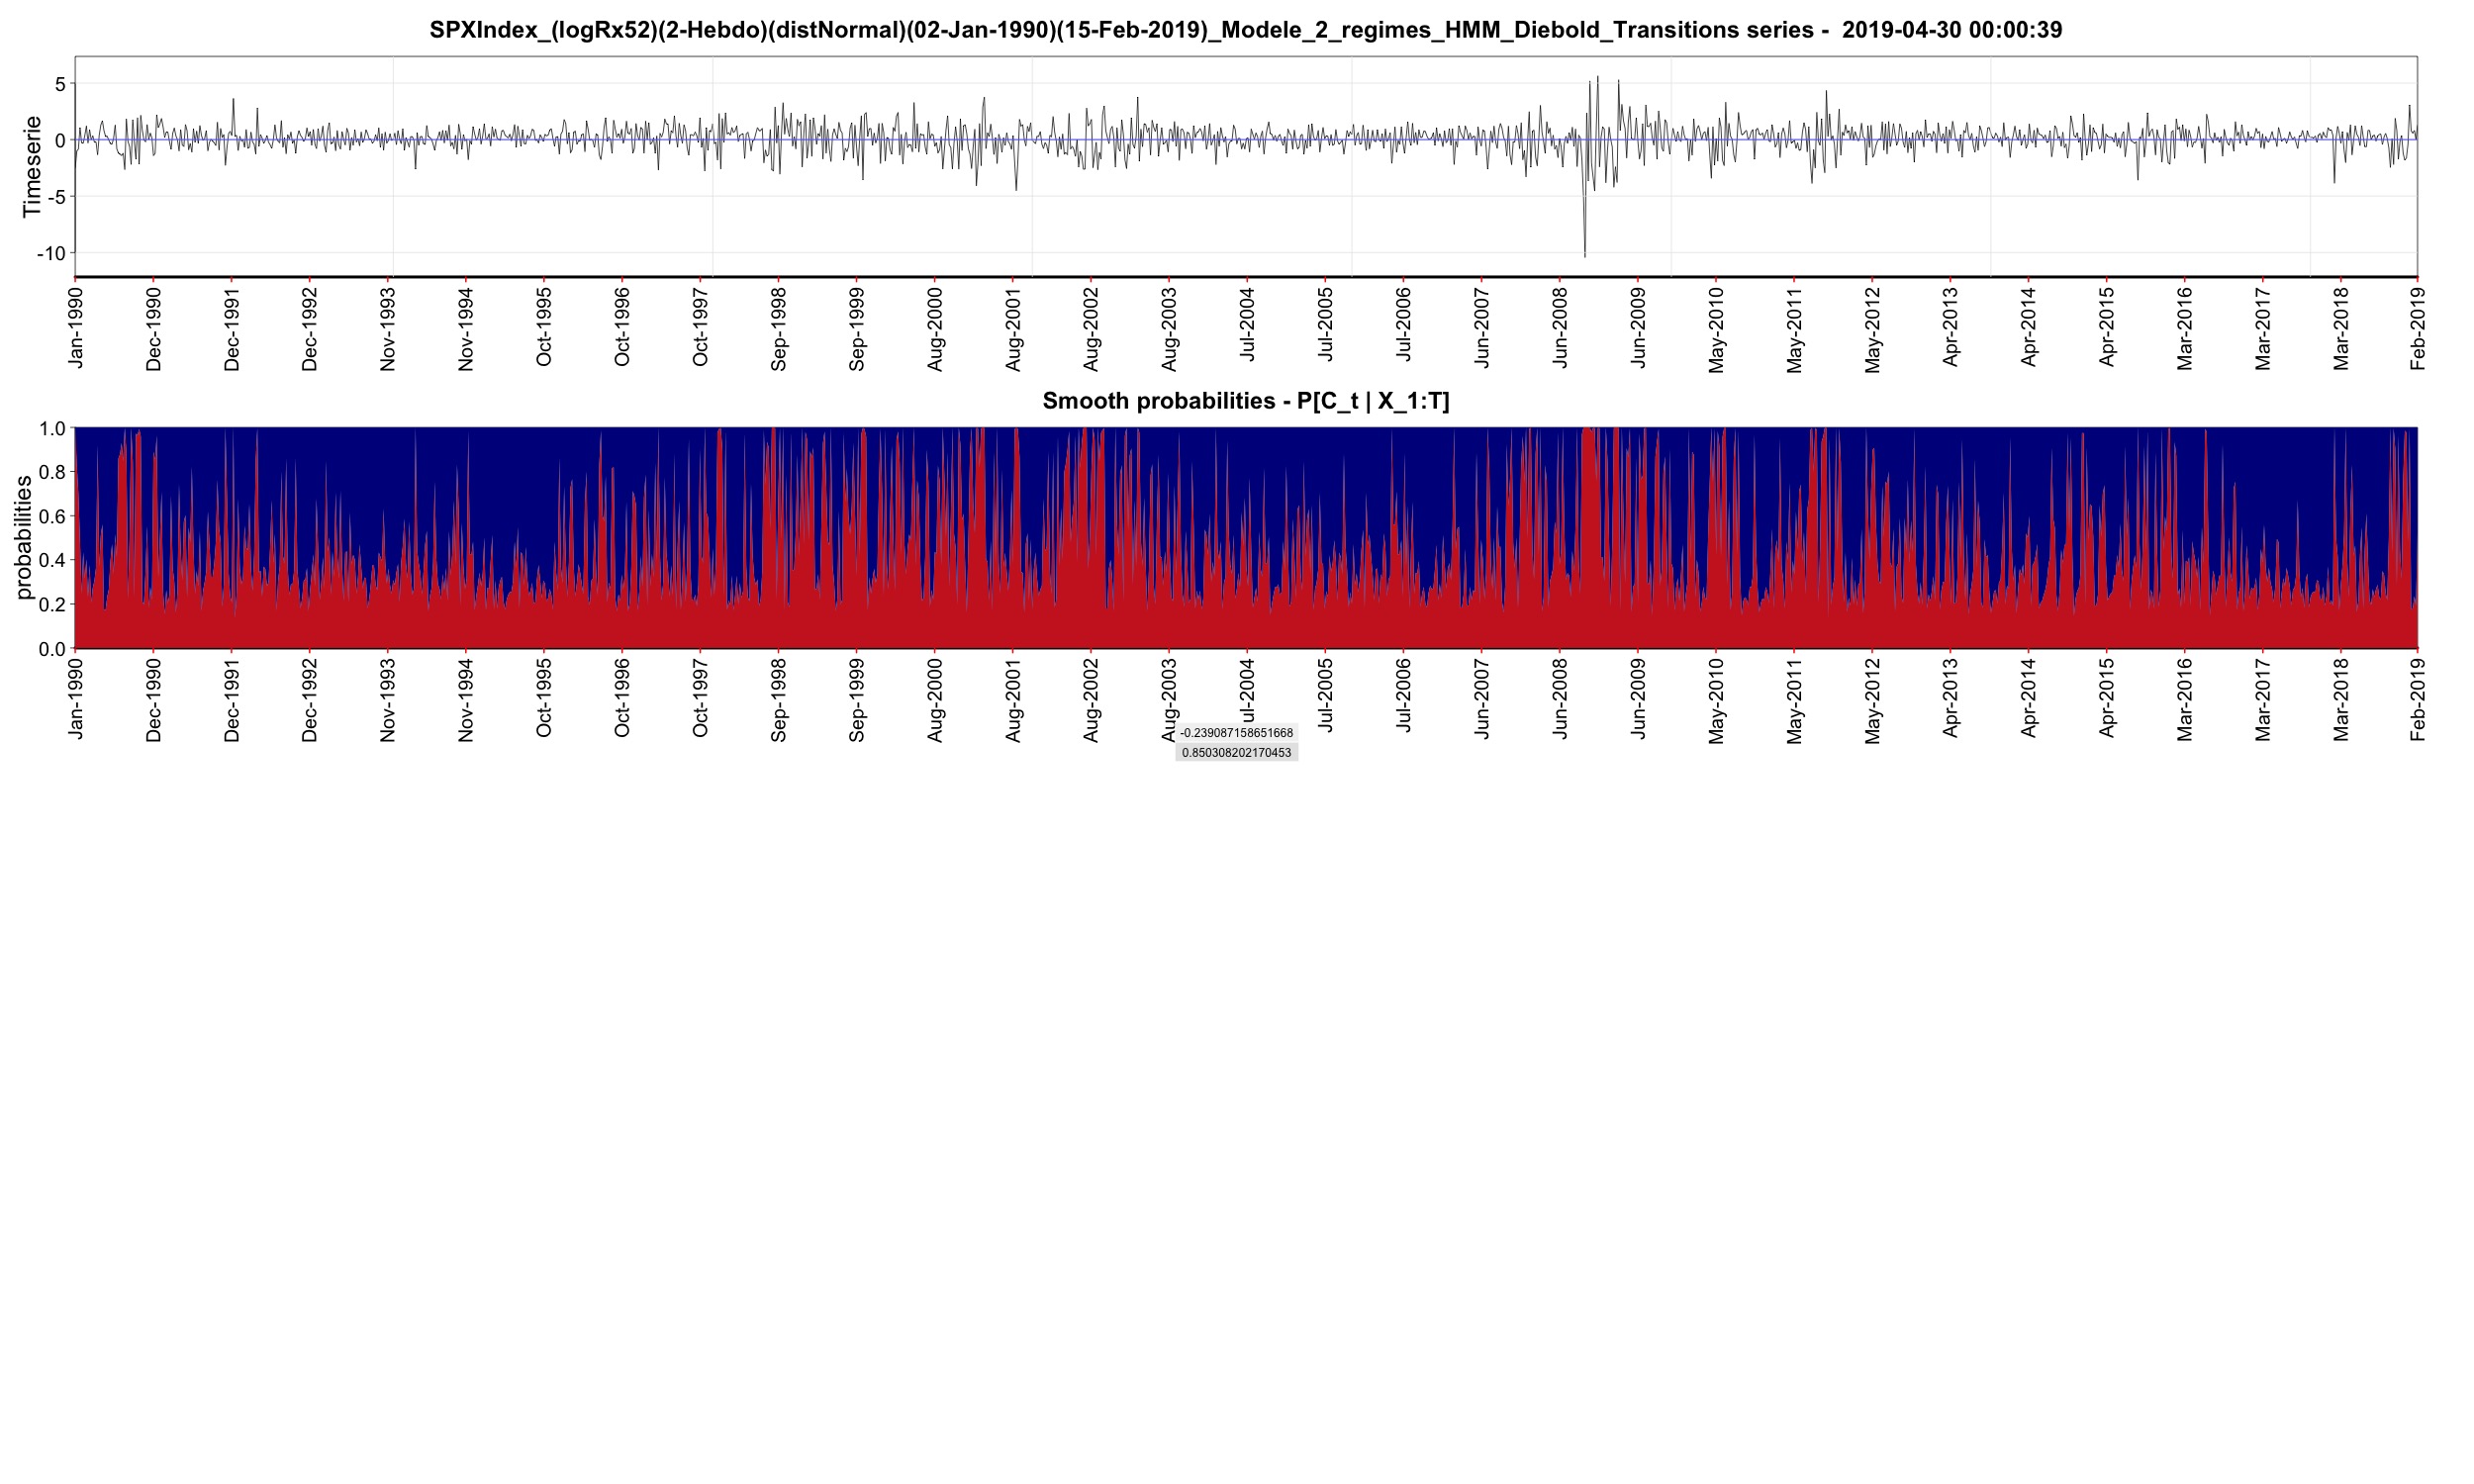 SPXIndex_(logRx52)(2-Hebdo)(distNormal)(02-Jan-1990)(15-Feb-2019)_Modele_2_regimes_HMM_Diebold_Transitions series - 2019-04-30 00:00:39
Timeserie
5
0
-5
-10
Jan-1990
Dec-1990
Dec-1991
Dec-1992
Nov-1993
Nov-1994
Oct-1995
Oct-1996
Oct-1997
Sep-1998
Sep-1999
Aug-2000
Aug-2001
Aug-2002
Aug-2003
Jul-2004
Jul-2005
Jul-2006
Jun-2007
Jun-2008
Jun-2009
May-2010
May-2011
May-2012
Apr-2013
Apr-2014
Apr-2015
Mar-2016
Mar-2017
Mar-2018
Feb-2019
Smooth probabilities - P[C_t | X_1:T]
probabilities
1.0
0.8
0.6
0.4
0.2
0.0
Jan-1990
Dec-1990
Dec-1991
Dec-1992
Nov-1993
Nov-1994
Oct-1995
Oct-1996
Oct-1997
Sep-1998
Sep-1999
Aug-2000
Aug-2001
Aug-2002
Aug-2003
Jul-2004
Jul-2005
Jul-2006
Jun-2007
Jun-2008
Jun-2009
May-2010
May-2011
May-2012
Apr-2013
Apr-2014
Apr-2015
Mar-2016
Mar-2017
Mar-2018
Feb-2019
-0.239087158651668
0.850308202170453